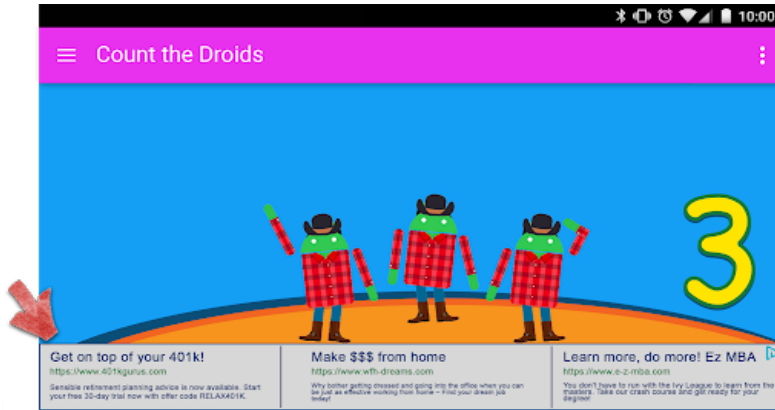 10:00
Count the Droids
3
Get on top of your 401k!
https://www.401kgurus.com
Sensible retirement planning advice is now available. Start
your free 30-day trial now with offer code RELAX401K.
Make $$$ from home
https://www.wfh-dreams.com
Why bother getting dressed and going into the office when you can
be just as effective working from home – Find your dream job
today!
Learn more, do more! Ez MBA
https://www.e-z-mba.com
You don't have to run with the Ivy League to learn from the
masters. Take our crash course and get ready for your
degree!